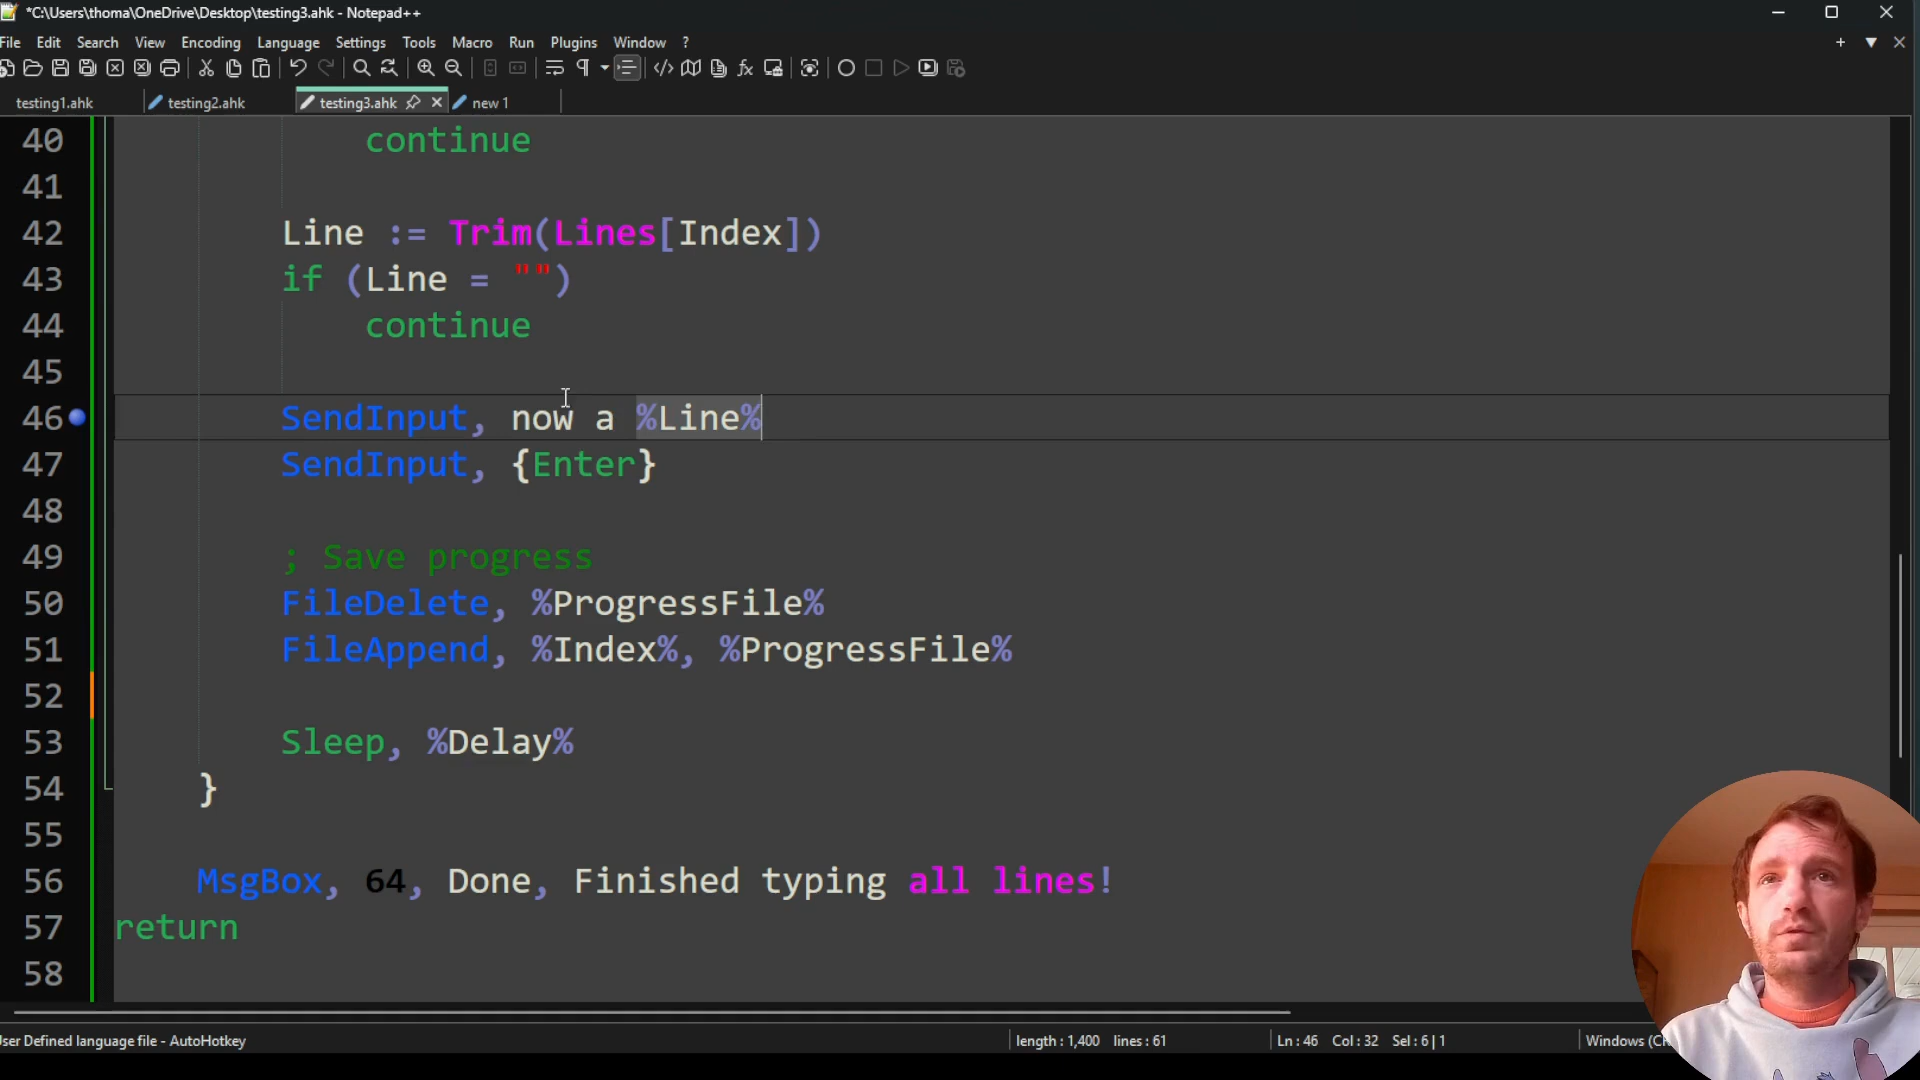 *C:\Users\thoma\OneDrive\Desktop\testing3.ahk - Notepad++
File Edit Search View Encoding Language Settings Tools Macro Run Plugins Window ?
testing1.ahk testing2.ahk testing3.ahk new 1
40 continue
41
42 Line := Trim(Lines[Index])
43 if (Line = "")
44 continue
45
46 SendInput, now a %Line%
47 SendInput, {Enter}
48
49 ; Save progress
50 FileDelete, %ProgressFile%
51 FileAppend, %Index%, %ProgressFile%
52
53 Sleep, %Delay%
54 }
55
56 MsgBox, 64, Done, Finished typing all lines!
57 return
58
User Defined language file - AutoHotkey length : 1,400 lines : 61 Ln : 46 Col : 32 Sel : 6 | 1 Windows (C